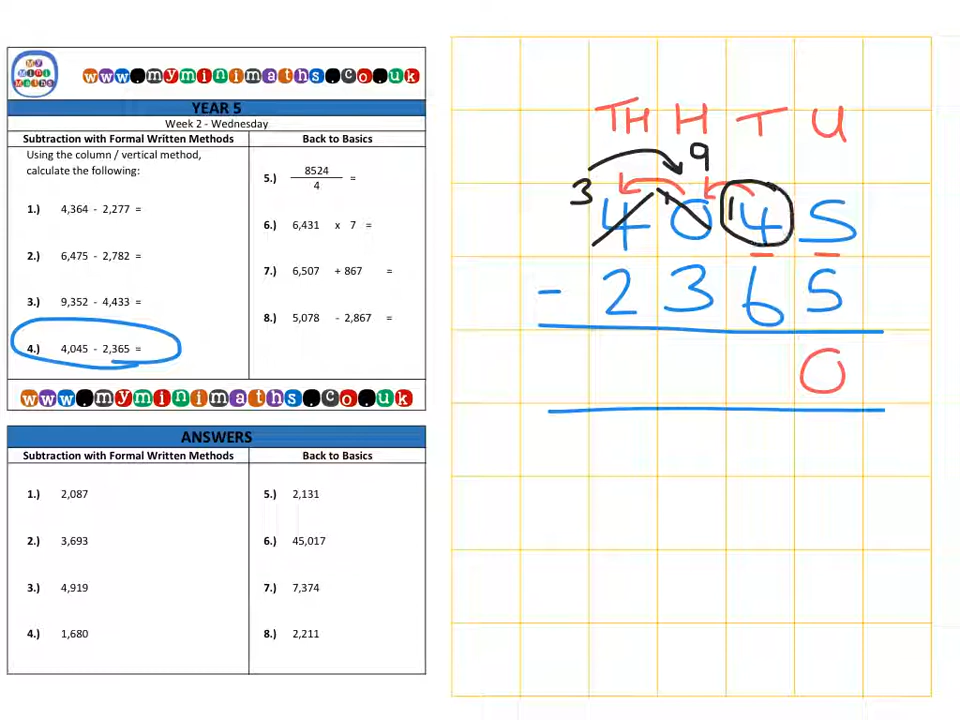 My
Mini
Maths
www.myminimaths.co.uk
YEAR 5
Week 2 - Wednesday
Subtraction with Formal Written Methods
Back to Basics
Using the column / vertical method,
calculate the following:
1.) 4,364 - 2,277 =
2.) 6,475 - 2,782 =
3.) 9,352 - 4,433 =
4.) 4,045 - 2,365 =
5.) 8524
4 =
6.) 6,431 x 7 =
7.) 6,507 + 867 =
8.) 5,078 - 2,867 =
www.myminimaths.co.uk
ANSWERS
Subtraction with Formal Written Methods
Back to Basics
1.) 2,087
2.) 3,693
3.) 4,919
4.) 1,680
5.) 2,131
6.) 45,017
7.) 7,374
8.) 2,211
TH H T U
9
3 4 1 0 1 4 5
- 2 3 6 5
0